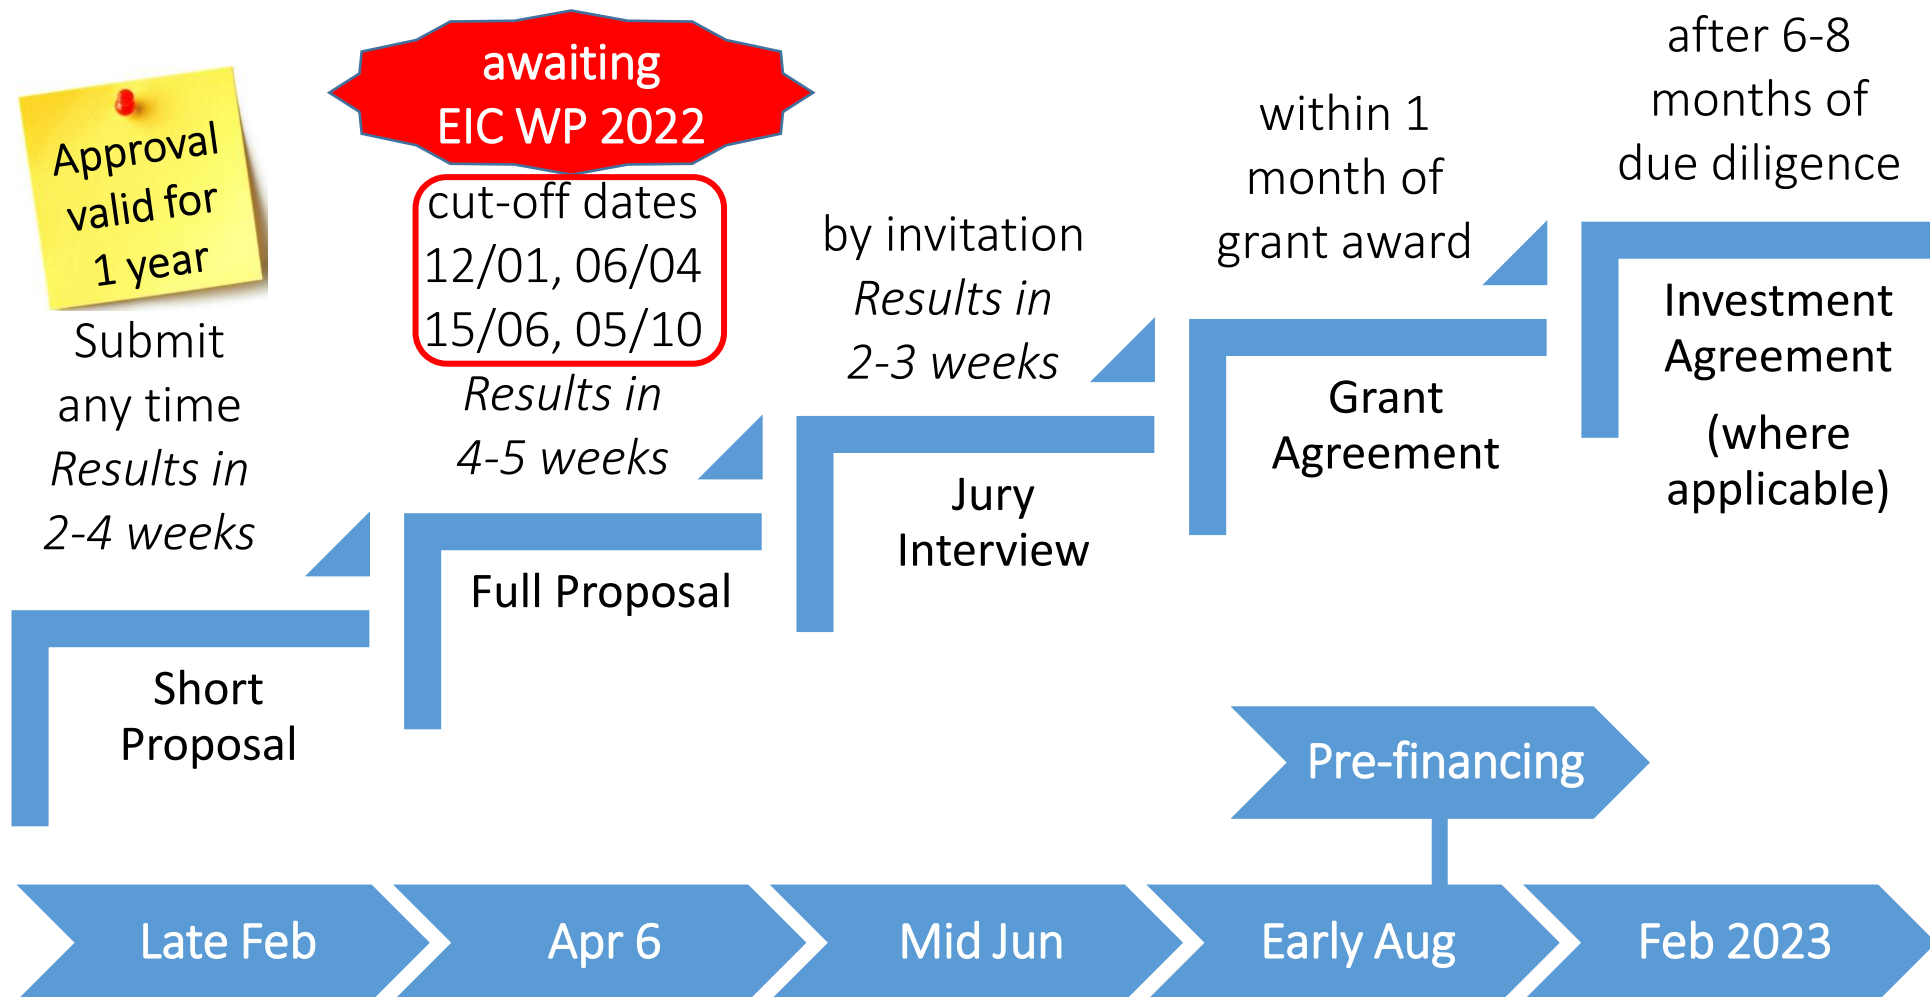 Approval
valid for
1 year
Submit
any time
Results in
2-4 weeks
Short
Proposal
awaiting
EIC WP 2022
cut-off dates
12/01, 06/04
15/06, 05/10
Results in
4-5 weeks
Full Proposal
by invitation
Results in
2-3 weeks
Jury
Interview
within 1
month of
grant award
Grant
Agreement
after 6-8
months of
due diligence
Investment
Agreement
(where
applicable)
Pre-financing
Late Feb
Apr 6
Mid Jun
Early Aug
Feb 2023